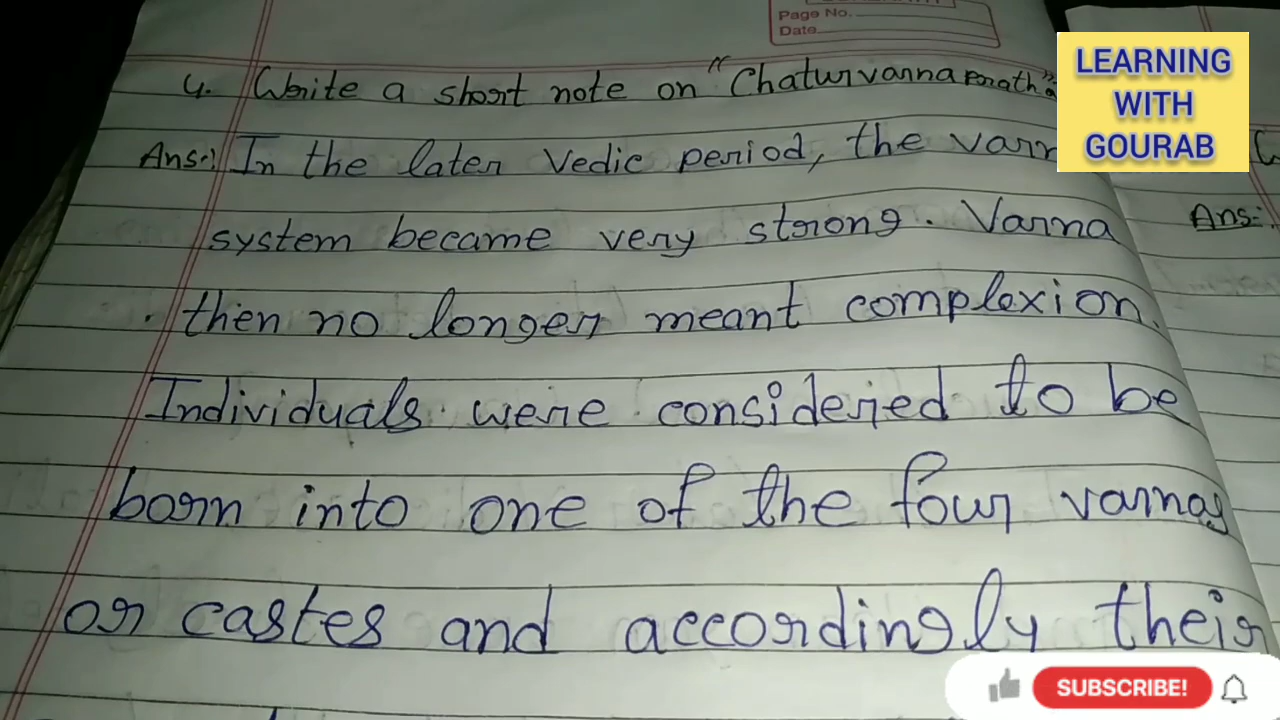 Page No.
Date
4. Write a short note on "Chaturvarna Prath"
Ans:- In the later Vedic period, the varn
system became very strong. Varna
then no longer meant complexion.
Individuals were considered to be
born into one of the four varnas
or castes and accordingly their
LEARNING
WITH
GOURAB
Ans:
SUBSCRIBE!